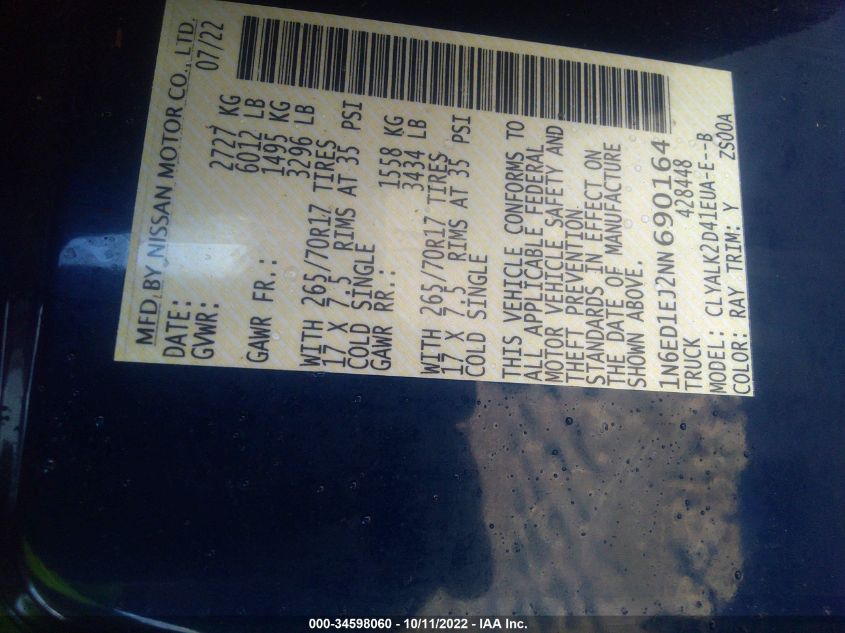 MFD BY NISSAN MOTOR CO., LTD.
DATE: 07/22
GVWR: 2727 KG
6012 LB
GAWR FR.: 1495 KG
3296 LB
WITH 265/70R17 TIRES
17 X 7.5 RIMS AT 35 PSI
COLD SINGLE
GAWR RR.: 1558 KG
3434 LB
WITH 265/70R17 TIRES
17 X 7.5 RIMS AT 35 PSI
COLD SINGLE
THIS VEHICLE CONFORMS TO
ALL APPLICABLE FEDERAL
MOTOR VEHICLE SAFETY AND
THEFT PREVENTION
STANDARDS IN EFFECT ON
THE DATE OF MANUFACTURE
SHOWN ABOVE.
1N6ED1EJ2NN690164
TRUCK 428448
MODEL: CLYALK2D41EUA-E--B
COLOR: RAY TRIM: Y ZS00A
000-34598060 - 10/11/2022 - IAA Inc.